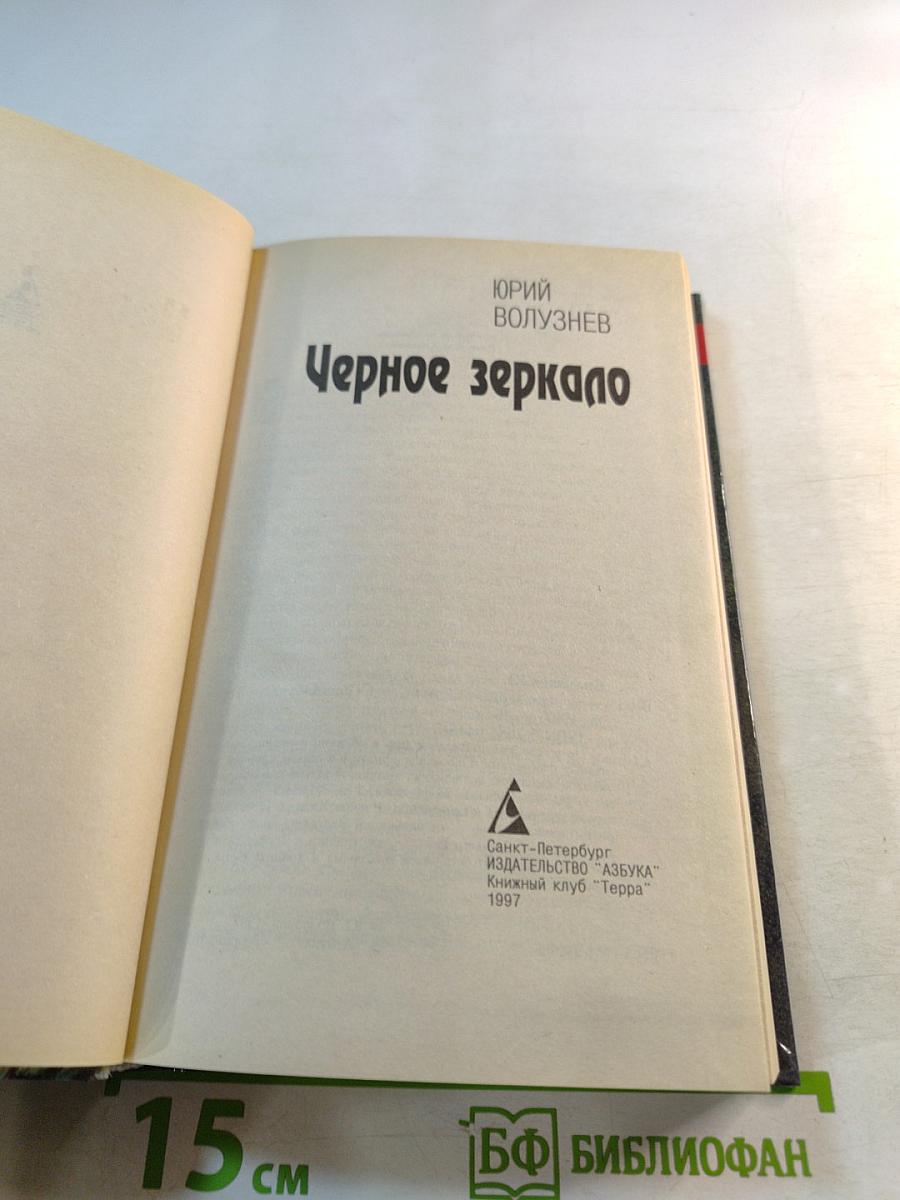 ЮРИЙ
ВОЛУЗНЕВ
Черное зеркало
Санкт-Петербург
ИЗДАТЕЛЬСТВО "АЗБУКА"
Книжный клуб "Терра"
1997
15 см
БФ БИБЛИОФАН